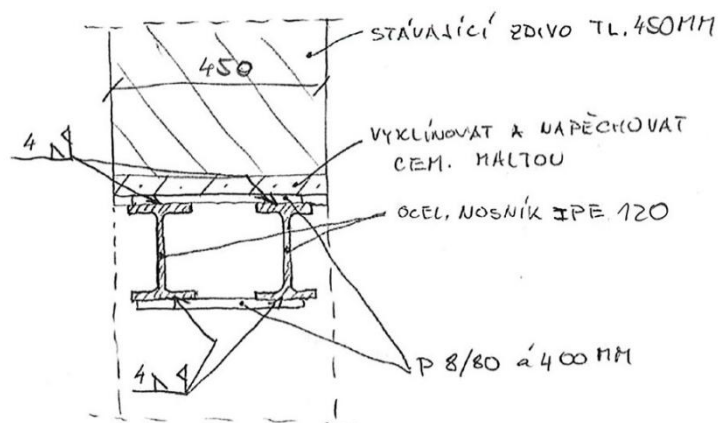 STÁVAJÍCÍ ZDIVO TL. 450MM
450
4
VYKLÍNOVAT A NAPĚCHOVAT
CEM. MALTOU
OCEL. NOSNÍK IPE 120
4
P 8/80 á 400 MM